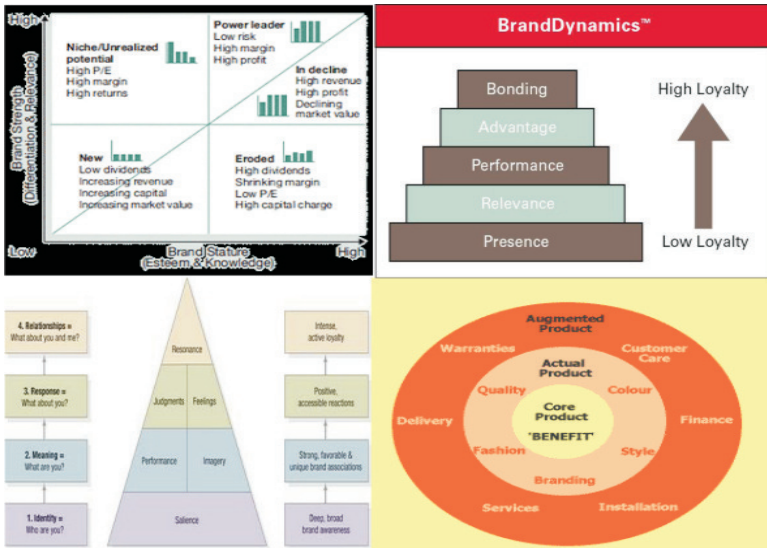 High
Brand Strength
(Differentiation & Relevance)
Low
Niche/Unrealized
potential
High P/E
High margin
High returns
Power leader
Low risk
High margin
High profit
In decline
High revenue
High profit
Declining
market value
New
Low dividends
Increasing revenue
Increasing capital
Increasing market value
Eroded
High dividends
Shrinking margin
Low P/E
High capital charge
Brand Stature
(Esteem & Knowledge)
High
BrandDynamics™
Bonding
Advantage
Performance
Relevance
Presence
High Loyalty
Low Loyalty
4. Relationships =
What about you and me?
3. Response =
What about you?
2. Meaning =
What are you?
1. Identity =
Who are you?
Resonance
Judgments
Feelings
Performance
Imagery
Salience
Intense,
active loyalty
Positive,
accessible reactions
Strong, favorable &
unique brand associations
Deep, broad
brand awareness
Augmented
Product
Warranties
Customer
Care
Actual
Product
Quality
Colour
Core
Product
'BENEFIT'
Delivery
Finance
Fashion
Style
Branding
Services
Installation